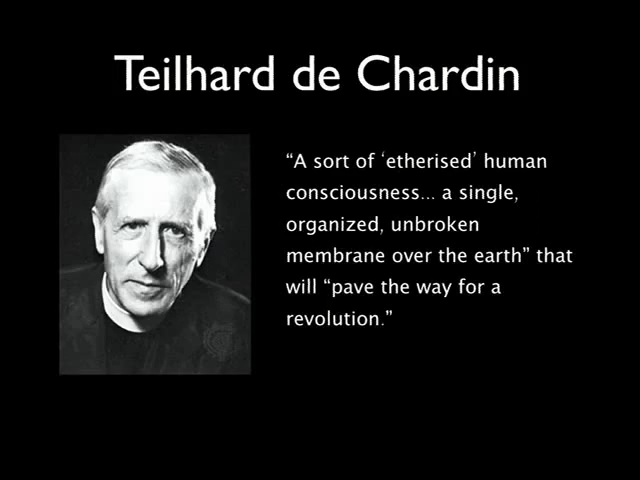 Teilhard de Chardin
“A sort of ‘etherised’ human
consciousness... a single,
organized, unbroken
membrane over the earth” that
will “pave the way for a
revolution.”